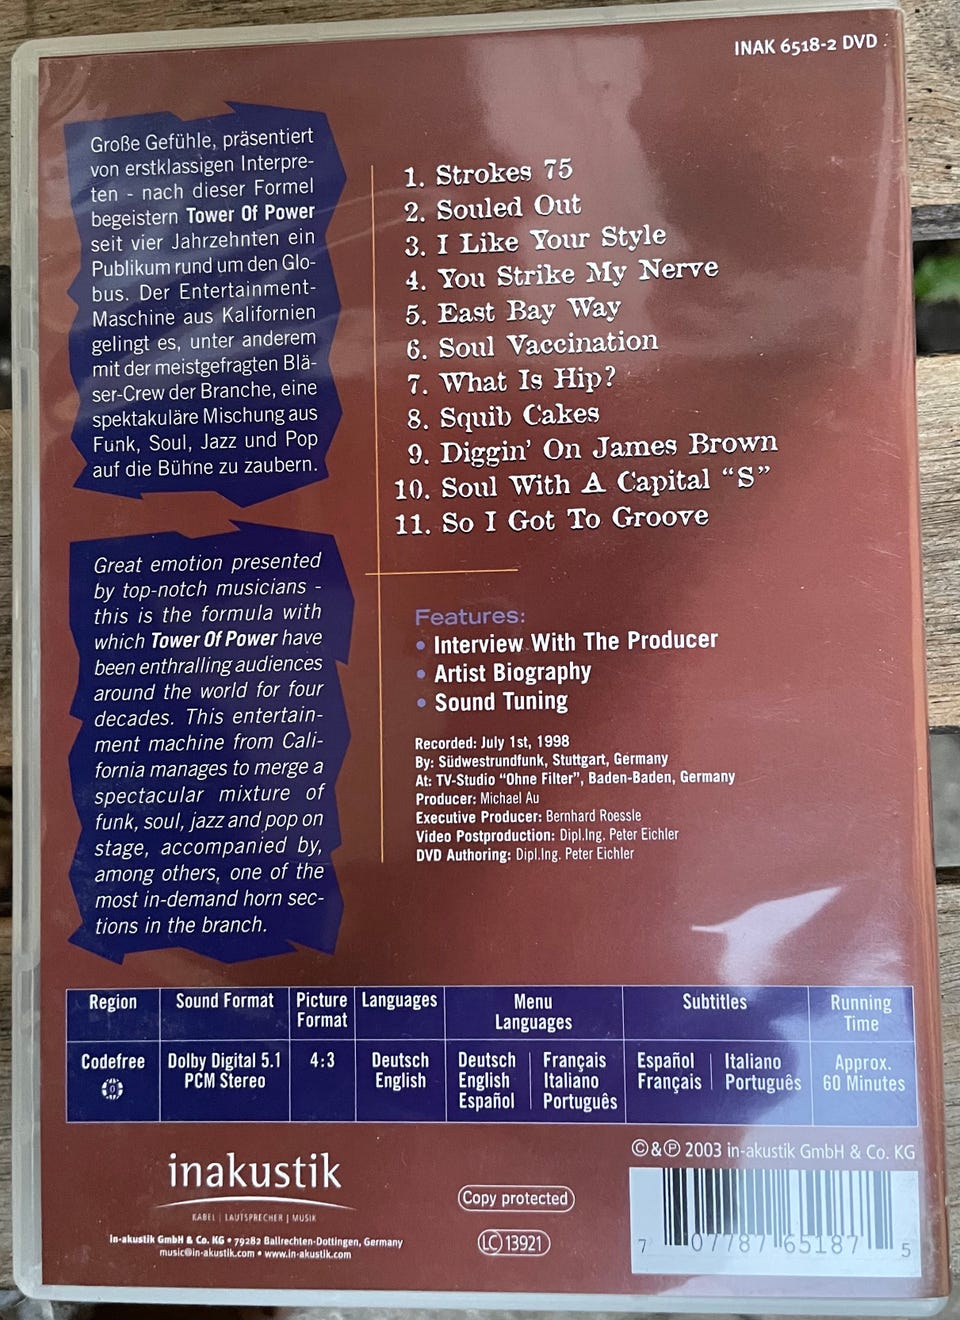 INAK 6518-2 DVD
Große Gefühle, präsentiert
von erstklassigen Interpre-
ten - nach dieser Formel
begeistern Tower Of Power
seit vier Jahrzehnten ein
Publikum rund um den Glo-
bus. Der Entertainment-
Maschine aus Kalifornien
gelingt es, unter anderem
mit der meistgefragten Blä-
ser-Crew der Branche, eine
spektakuläre Mischung aus
Funk, Soul, Jazz und Pop
auf die Bühne zu zaubern.
Great emotion presented
by top-notch musicians -
this is the formula with
which Tower Of Power have
been enthralling audiences
around the world for four
decades. This entertain-
ment machine from Cali-
fornia manages to merge a
spectacular mixture of
funk, soul, jazz and pop on
stage, accompanied by,
among others, one of the
most in-demand horn sec-
tions in the branch.
1. Strokes 75
2. Souled Out
3. I Like Your Style
4. You Strike My Nerve
5. East Bay Way
6. Soul Vaccination
7. What Is Hip?
8. Squib Cakes
9. Diggin' On James Brown
10. Soul With A Capital "S"
11. So I Got To Groove
Features:
• Interview With The Producer
• Artist Biography
• Sound Tuning
Recorded: July 1st, 1998
By: Südwestrundfunk, Stuttgart, Germany
At: TV-Studio "Ohne Filter", Baden-Baden, Germany
Producer: Michael Au
Executive Producer: Bernhard Roessle
Video Postproduction: Dipl.Ing. Peter Eichler
DVD Authoring: Dipl.Ing. Peter Eichler
Region
Codefree
0
Sound Format
Dolby Digital 5.1
PCM Stereo
Picture
Format
4:3
Languages
Deutsch
English
Menu
Languages
Deutsch
English
Español
Français
Italiano
Português
Subtitles
Español
Français
Italiano
Português
Running
Time
Approx.
60 Minutes
inakustik
KABEL | LAUTSPRECHER | MUSIK
in-akustik GmbH & Co. KG • 79282 Ballrechten-Dottingen, Germany
music@in-akustik.com • www.in-akustik.com
Copy protected
LC 13921
© & ℗ 2003 in-akustik GmbH & Co. KG
7 07787 65187 5